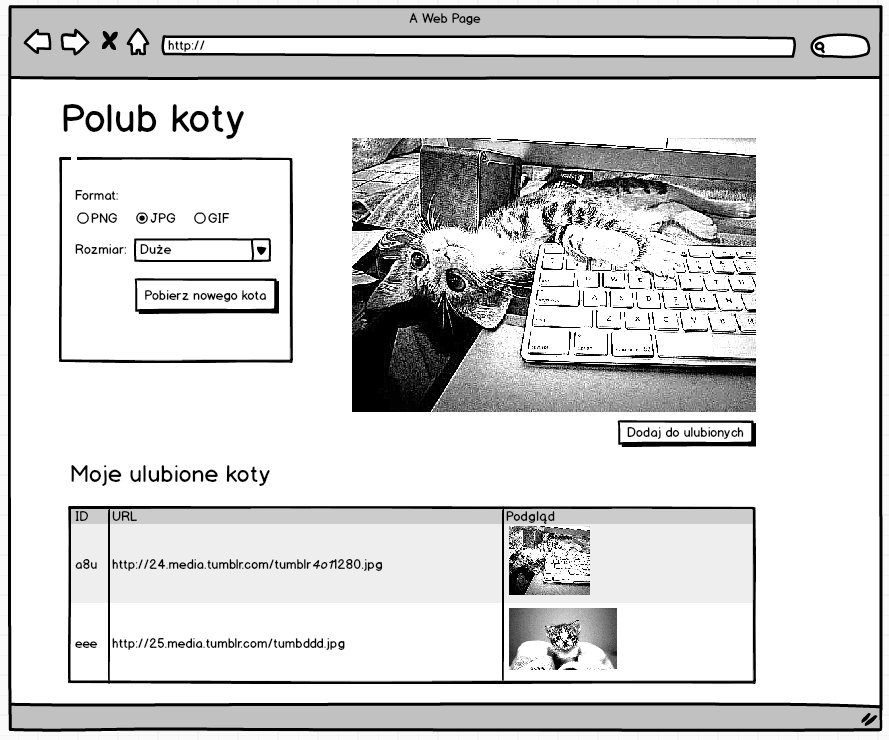 A Web Page
http://
Polub koty
Format:
PNG JPG GIF
Rozmiar: Duże
Pobierz nowego kota
Dodaj do ulubionych
Moje ulubione koty
ID URL Podgląd
a8u http://24.media.tumblr.com/tumblr4o11280.jpg
eee http://25.media.tumblr.com/tumbddd.jpg